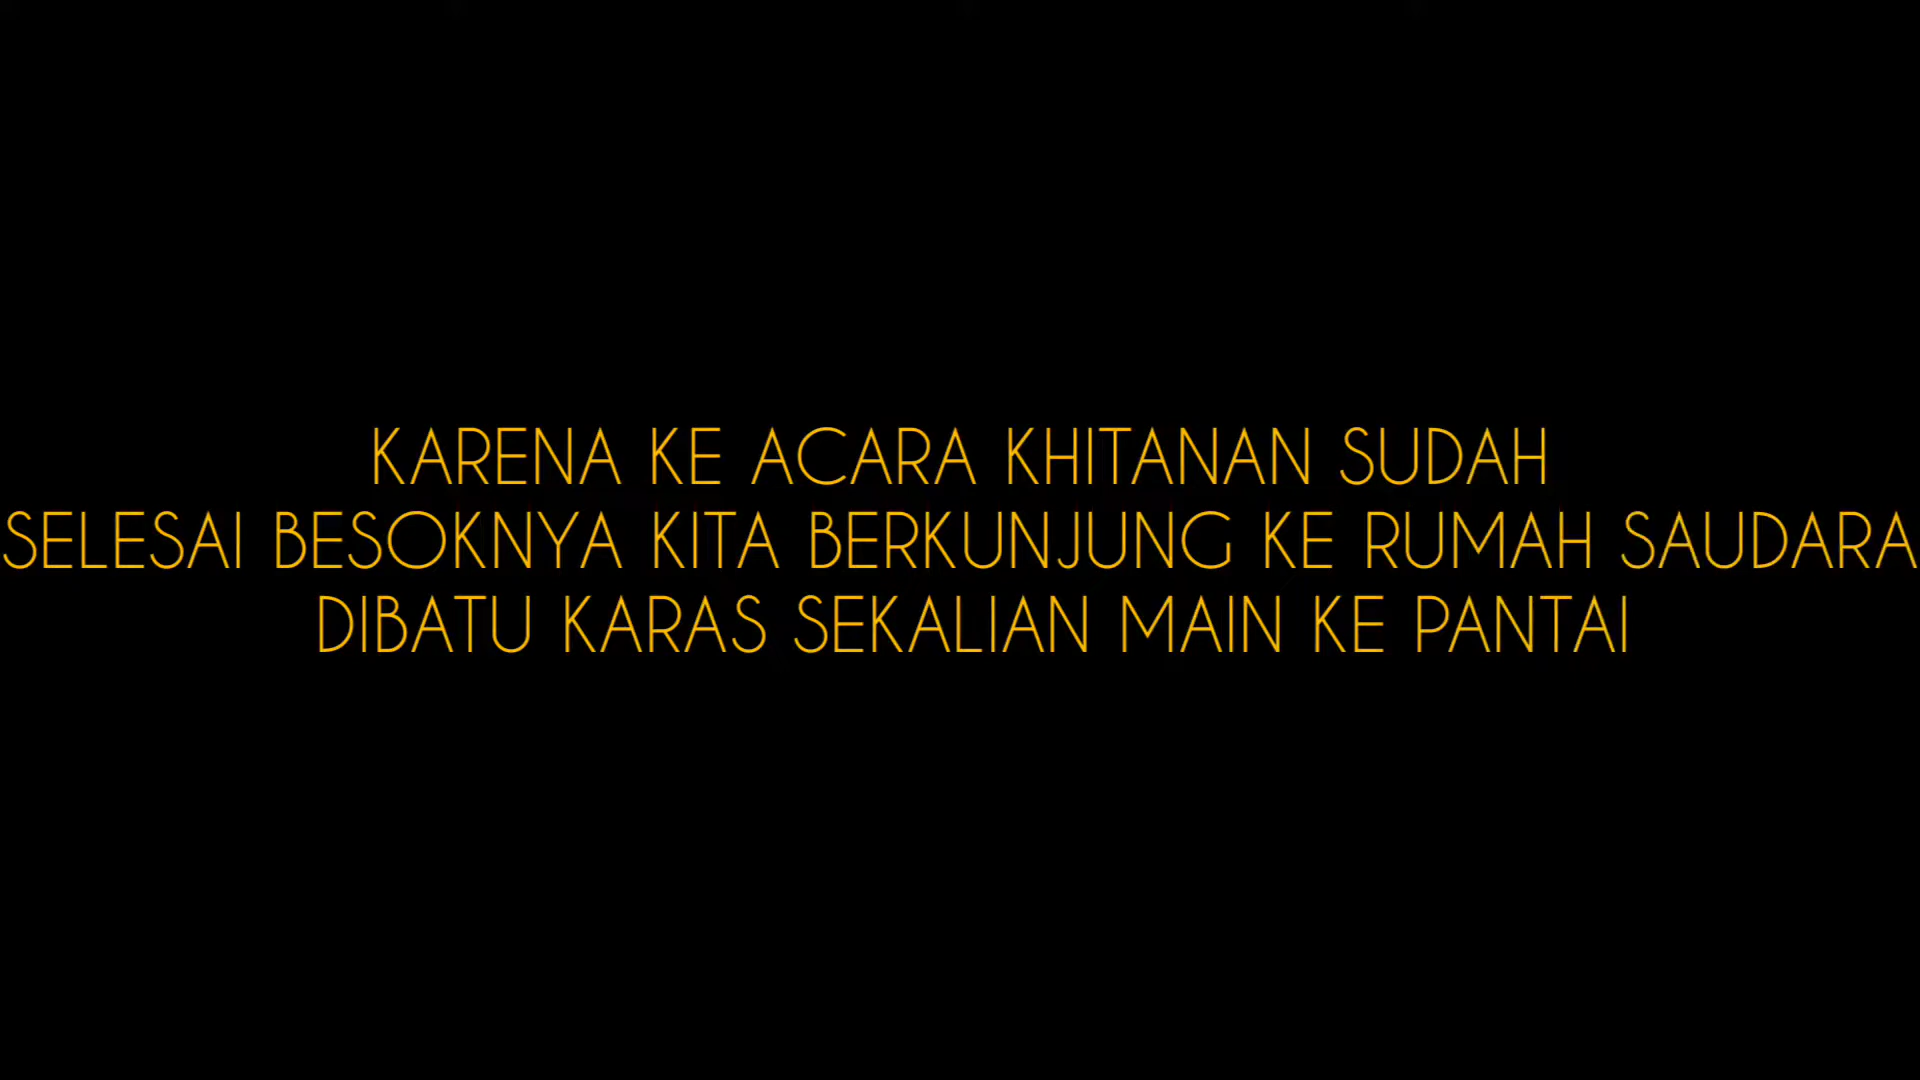 KARENA KE ACARA KHITANAN SUDAH
SELESAI BESOKNYA KITA BERKUNJUNG KE RUMAH SAUDARA
DIBATU KARAS SEKALIAN MAIN KE PANTAI